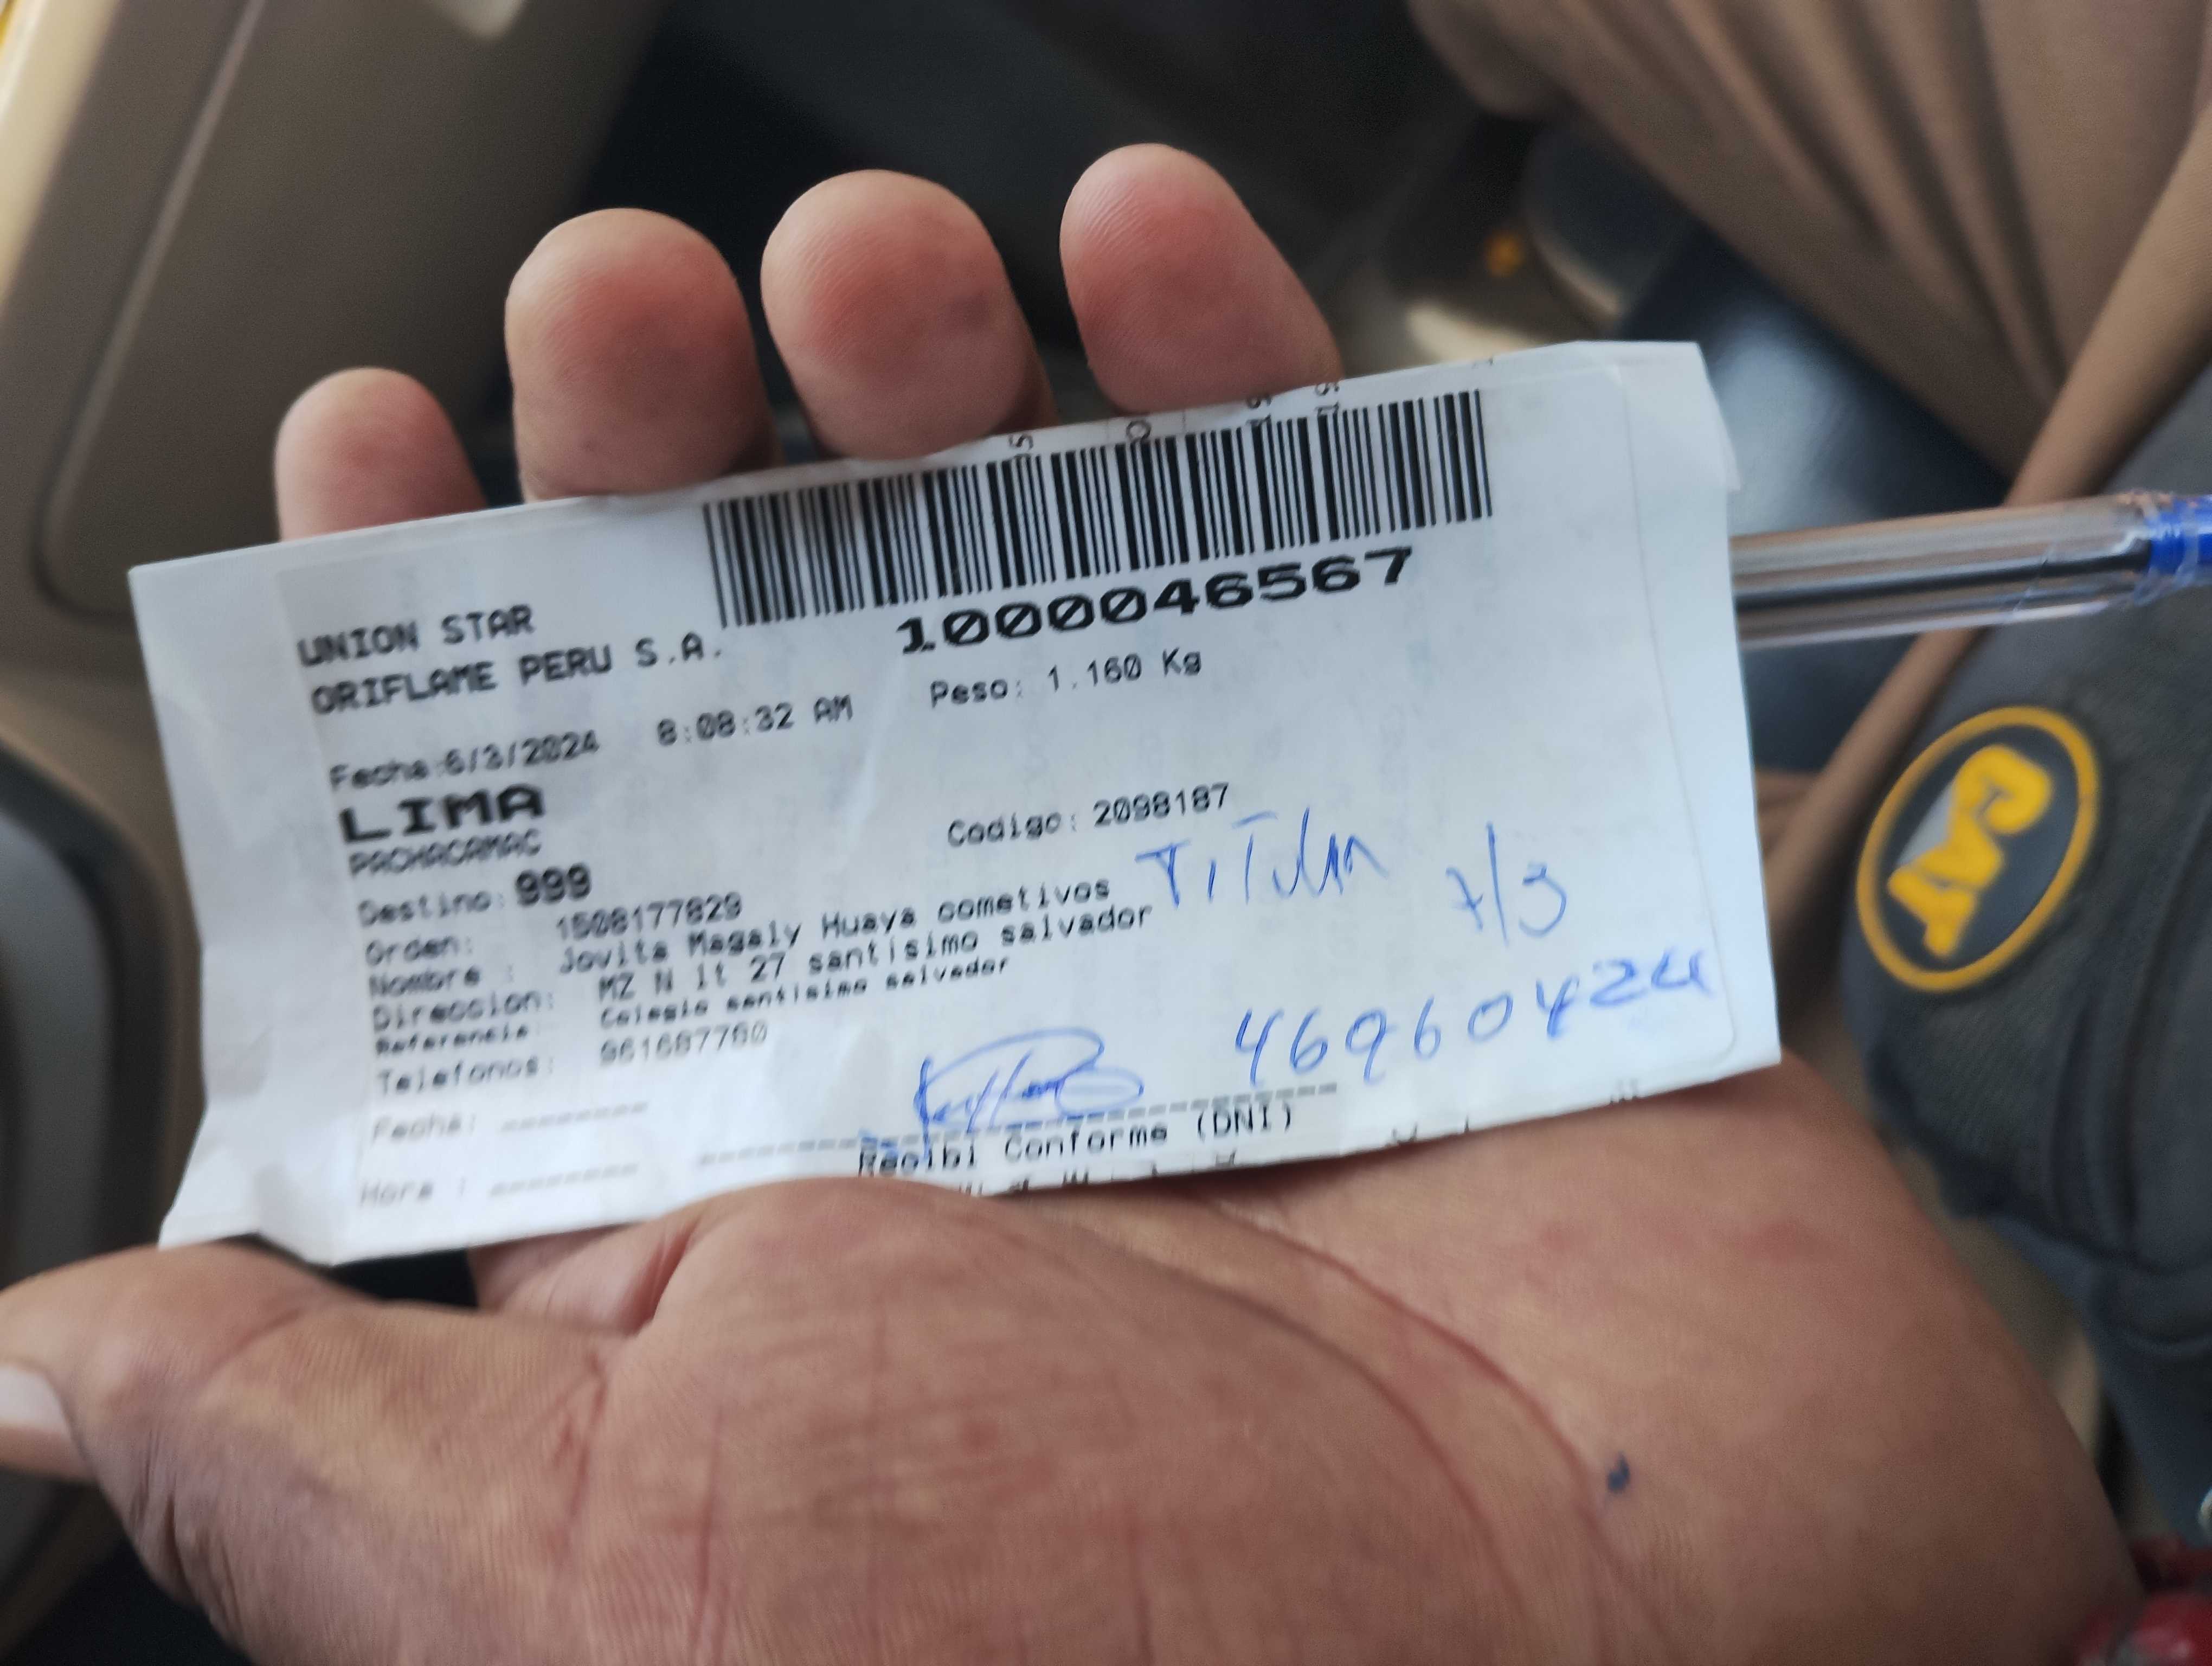 1000046567
UNION STAR
ORIFLAME PERU S.A.
Fecha:6/3/2024 8:08:32 AM Peso: 1.160 Kg
LIMA
PACHACAMAC
Codigo: 2098187
Destino: 999
Titular
Orden: 1508177829
7/3
Nombre : Jovita Magaly Huaya cometivos
Direccion: MZ N lt 27 santisimo salvador
Referencia: Colegio santisimo salvador
Telefonos: 961687760
46960424
Fecha: --------
Recibi Conforme (DNI)
Hora : --------
CAT